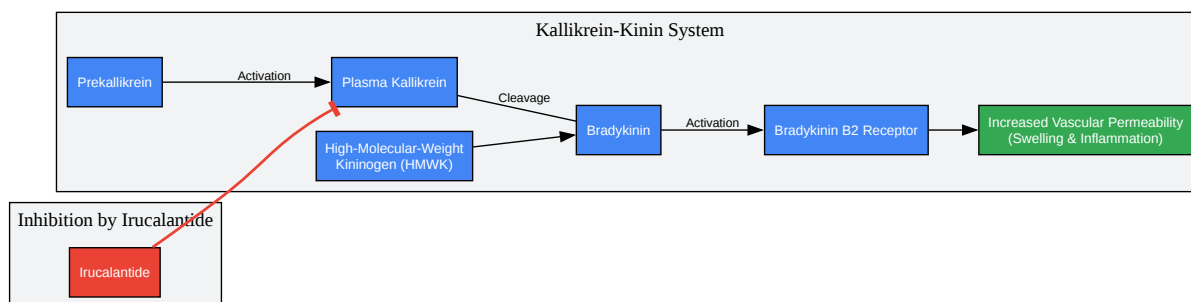 Kallikrein-Kinin System
Prekallikrein
Activation
Plasma Kallikrein
Cleavage
High-Molecular-Weight
Kininogen (HMWK)
Bradykinin
Activation
Bradykinin B2 Receptor
Increased Vascular Permeability
(Swelling & Inflammation)
Inhibition by Irucalantide
Irucalantide